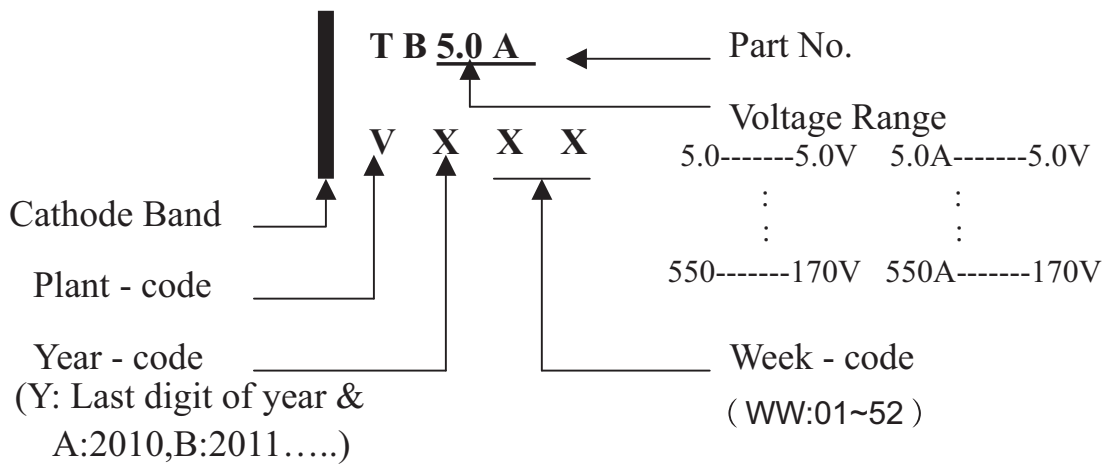 T B 5.0 A
Part No.
Voltage Range
V X X X
5.0-------5.0V 5.0A-------5.0V
: :
: :
550-------170V 550A-------170V
Cathode Band
Plant - code
Year - code
(Y: Last digit of year &
A:2010,B:2011…..)
Week - code
（WW:01~52）